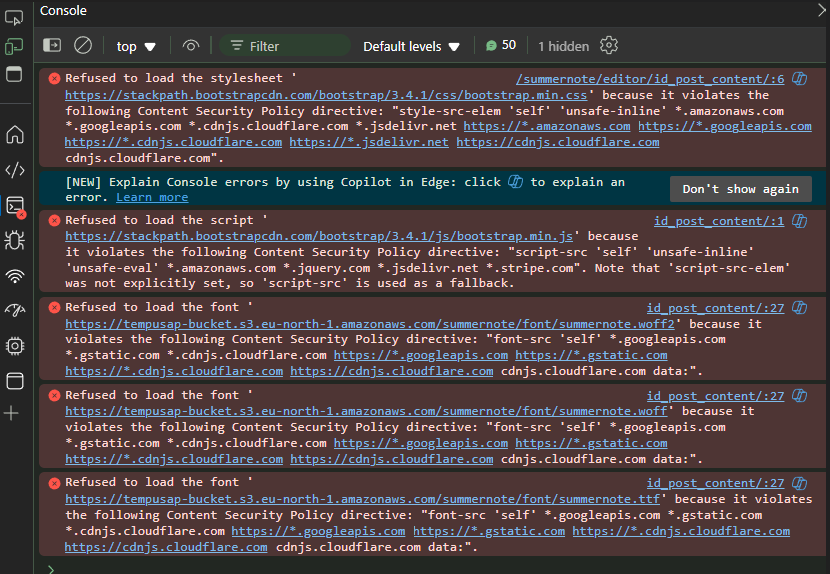 Console
top ▼ Filter Default levels ▼ 50 1 hidden
Refused to load the stylesheet ' /summernote/editor/id_post_content/:6
https://stackpath.bootstrapcdn.com/bootstrap/3.4.1/css/bootstrap.min.css' because it violates the
following Content Security Policy directive: "style-src-elem 'self' 'unsafe-inline' *.amazonaws.com
*.googleapis.com *.cdnjs.cloudflare.com *.jsdelivr.net https://*.amazonaws.com https://*.googleapis.com
https://*.cdnjs.cloudflare.com https://*.jsdelivr.net https://cdnjs.cloudflare.com
cdnjs.cloudflare.com".
[NEW] Explain Console errors by using Copilot in Edge: click to explain an
error. Learn more
Don't show again
Refused to load the script ' id_post_content/:1
https://stackpath.bootstrapcdn.com/bootstrap/3.4.1/js/bootstrap.min.js' because
it violates the following Content Security Policy directive: "script-src 'self' 'unsafe-inline'
'unsafe-eval' *.amazonaws.com *.jquery.com *.jsdelivr.net *.stripe.com". Note that 'script-src-elem'
was not explicitly set, so 'script-src' is used as a fallback.
Refused to load the font ' id_post_content/:27
https://tempusap-bucket.s3.eu-north-1.amazonaws.com/summernote/font/summernote.woff2' because it
violates the following Content Security Policy directive: "font-src 'self' *.googleapis.com
*.gstatic.com *.cdnjs.cloudflare.com https://*.googleapis.com https://*.gstatic.com
https://*.cdnjs.cloudflare.com https://cdnjs.cloudflare.com cdnjs.cloudflare.com data:".
Refused to load the font ' id_post_content/:27
https://tempusap-bucket.s3.eu-north-1.amazonaws.com/summernote/font/summernote.woff' because it
violates the following Content Security Policy directive: "font-src 'self' *.googleapis.com
*.gstatic.com *.cdnjs.cloudflare.com https://*.googleapis.com https://*.gstatic.com
https://*.cdnjs.cloudflare.com https://cdnjs.cloudflare.com cdnjs.cloudflare.com data:".
Refused to load the font ' id_post_content/:27
https://tempusap-bucket.s3.eu-north-1.amazonaws.com/summernote/font/summernote.ttf' because it violates
the following Content Security Policy directive: "font-src 'self' *.googleapis.com *.gstatic.com
*.cdnjs.cloudflare.com https://*.googleapis.com https://*.gstatic.com https://*.cdnjs.cloudflare.com
https://cdnjs.cloudflare.com cdnjs.cloudflare.com data:".